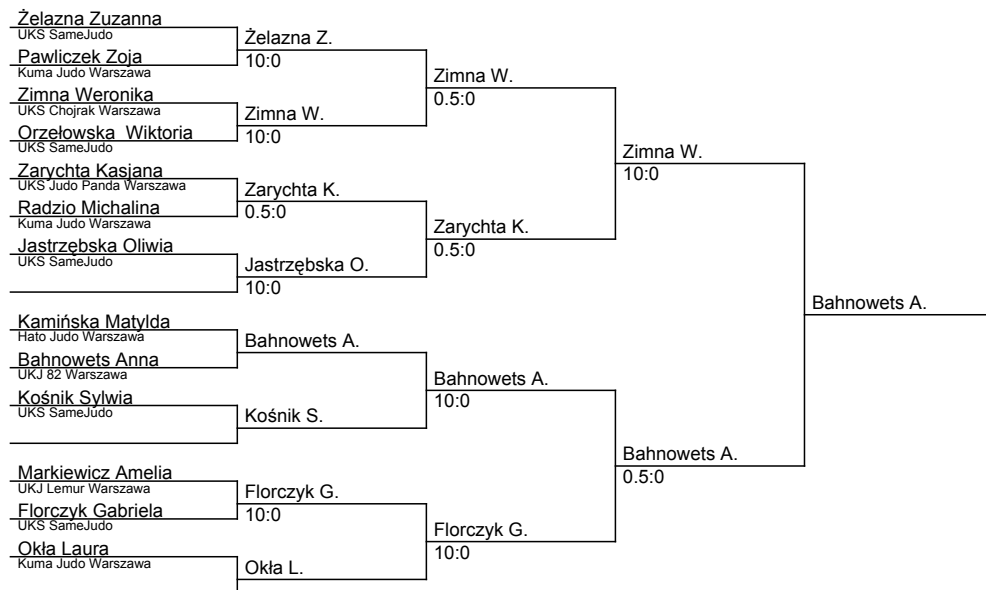 Żelazna Zuzanna
UKS SameJudo
Pawliczek Zoja
Kuma Judo Warszawa
Zimna Weronika
UKS Chojrak Warszawa
Orzełowska  Wiktoria
UKS SameJudo
Zarychta Kasjana
UKS Judo Panda Warszawa
Radzio Michalina
Kuma Judo Warszawa
Jastrzębska Oliwia
UKS SameJudo
Kamińska Matylda
Hato Judo Warszawa
Bahnowets Anna
UKJ 82 Warszawa
Kośnik Sylwia
UKS SameJudo
Markiewicz Amelia
UKJ Lemur Warszawa
Florczyk Gabriela
UKS SameJudo
Okła Laura
Kuma Judo Warszawa
Żelazna Z.
10:0
Zimna W.
10:0
Zarychta K.
0.5:0
Jastrzębska O.
10:0
Bahnowets A.
Kośnik S.
Florczyk G.
10:0
Okła L.
Zimna W.
0.5:0
Zarychta K.
0.5:0
Bahnowets A.
10:0
Florczyk G.
10:0
Zimna W.
10:0
Bahnowets A.
0.5:0
Bahnowets A.